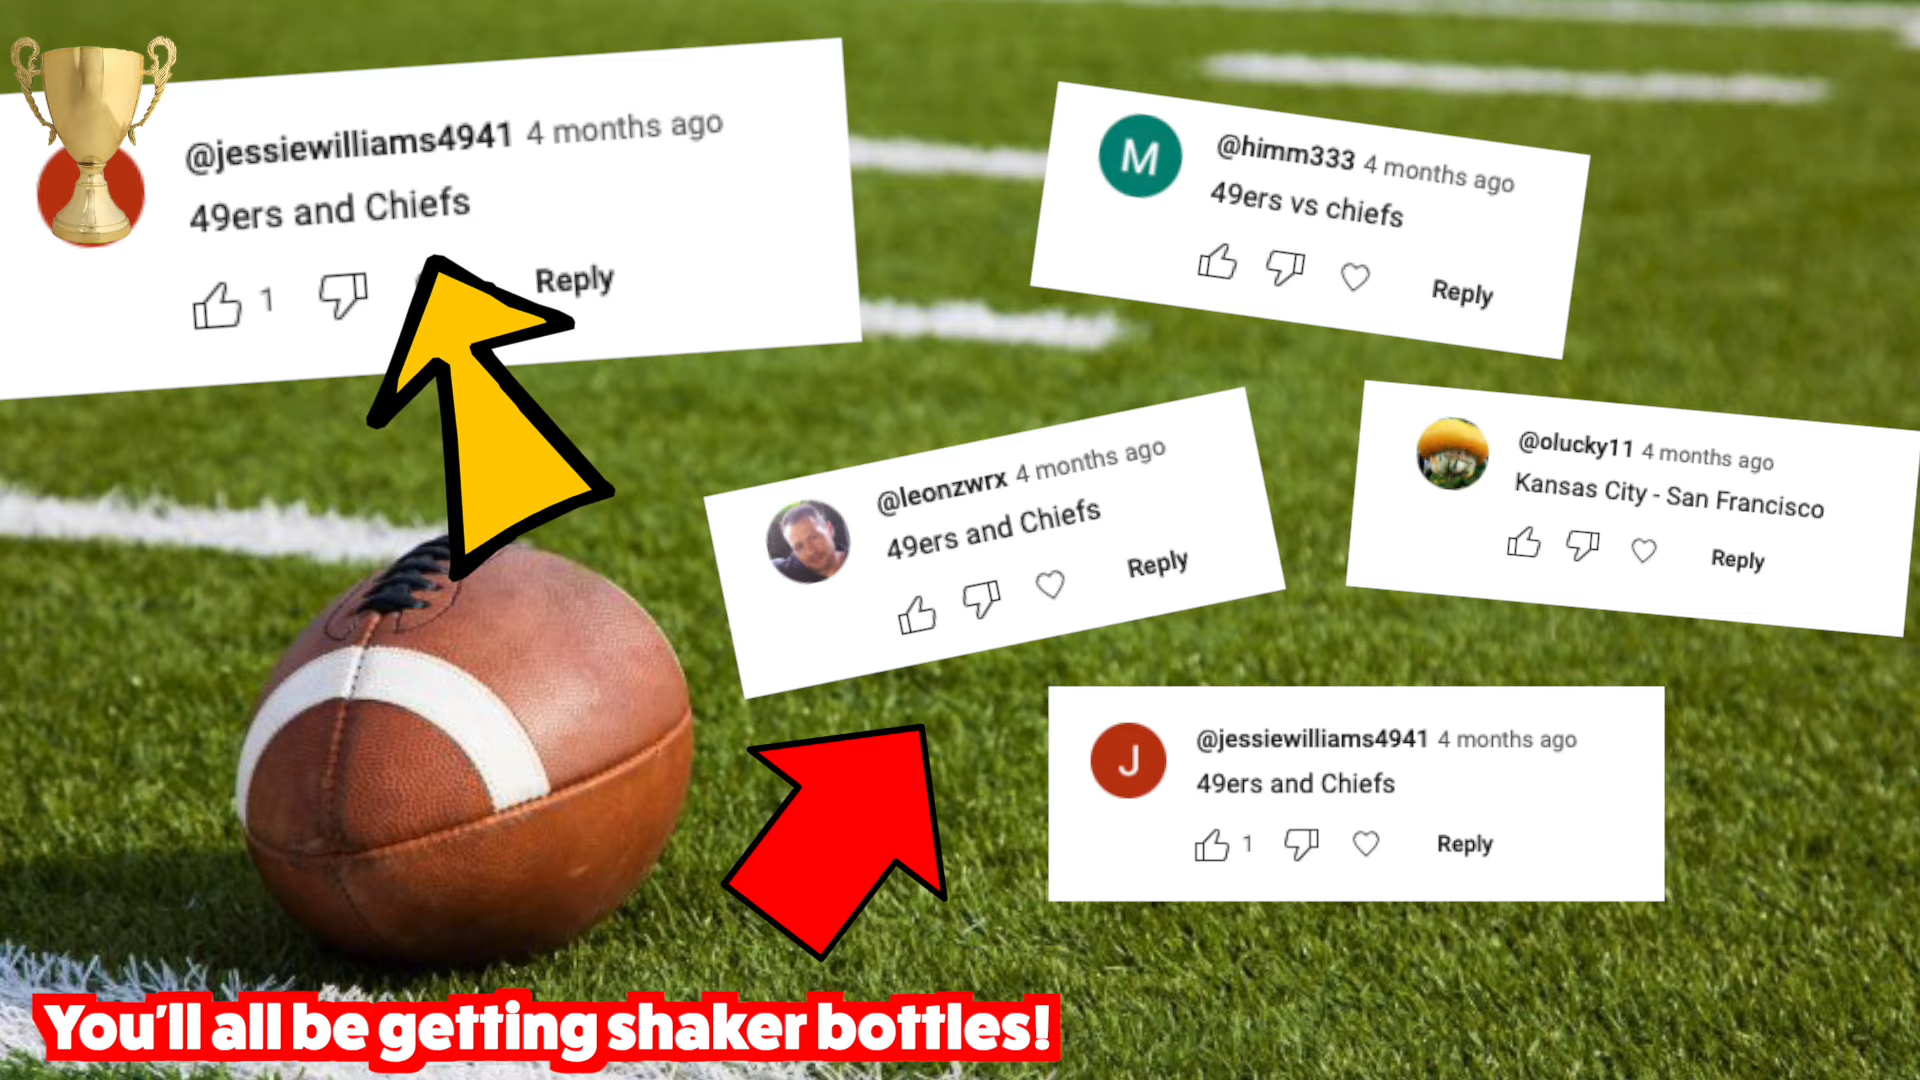 @jessiewilliams4941 4 months ago
49ers and Chiefs
1 Reply
M
@himm333 4 months ago
49ers vs chiefs
Reply
@leonzwrx 4 months ago
49ers and Chiefs
Reply
@olucky11 4 months ago
Kansas City - San Francisco
Reply
J
@jessiewilliams4941 4 months ago
49ers and Chiefs
1 Reply
You'll all be getting shaker bottles!